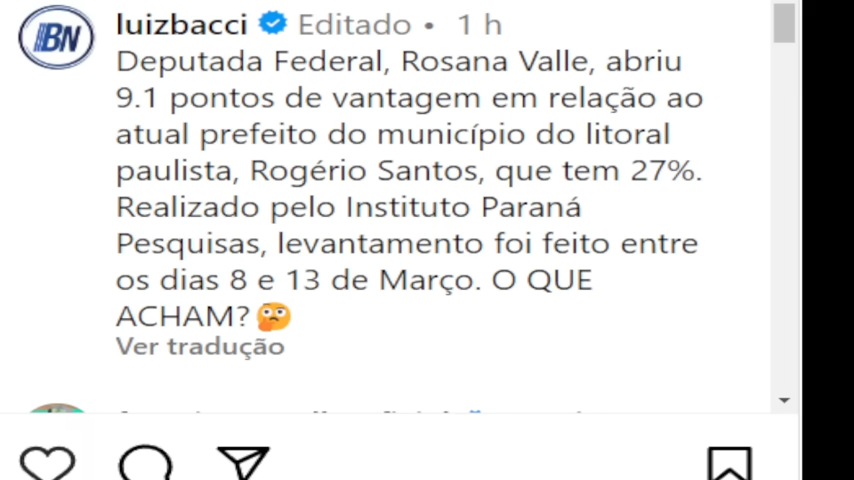 BN
luizbacci Editado • 1 h
Deputada Federal, Rosana Valle, abriu
9.1 pontos de vantagem em relação ao
atual prefeito do município do litoral
paulista, Rogério Santos, que tem 27%.
Realizado pelo Instituto Paraná
Pesquisas, levantamento foi feito entre
os dias 8 e 13 de Março. O QUE
ACHAM?🤔
Ver tradução